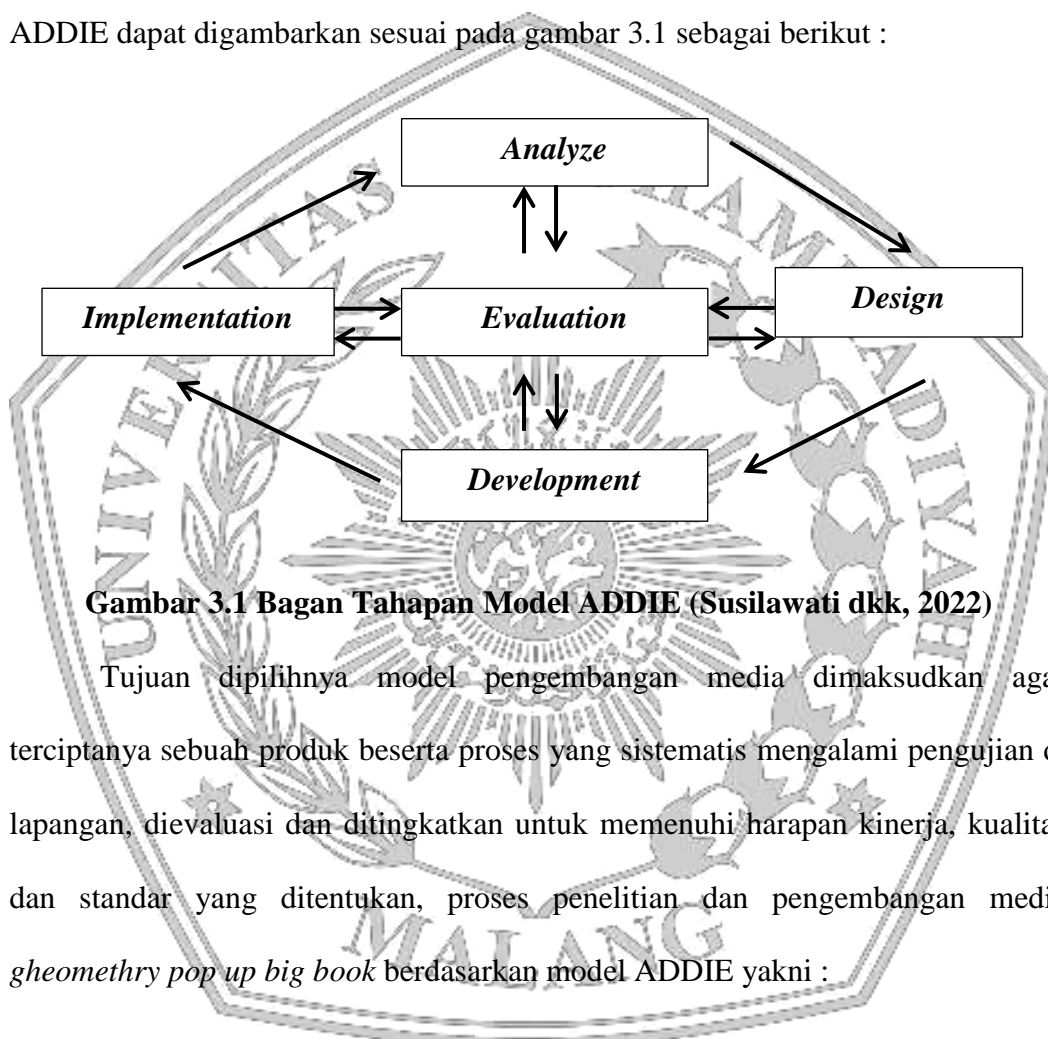 ADDIE dapat digambarkan sesuai pada gambar 3.1 sebagai berikut :
Analyze
Implementation
Evaluation
Design
Development
Gambar 3.1 Bagan Tahapan Model ADDIE (Susilawati dkk, 2022)
Tujuan dipilihnya model pengembangan media dimaksudkan aga
terciptanya sebuah produk beserta proses yang sistematis mengalami pengujian d
lapangan, dievaluasi dan ditingkatkan untuk memenuhi harapan kinerja, kualita
dan standar yang ditentukan, proses penelitian dan pengembangan medi
gheomethry pop up big book berdasarkan model ADDIE yakni :
UNIVERSITAS
MUHAMMADIYAH
MALANG